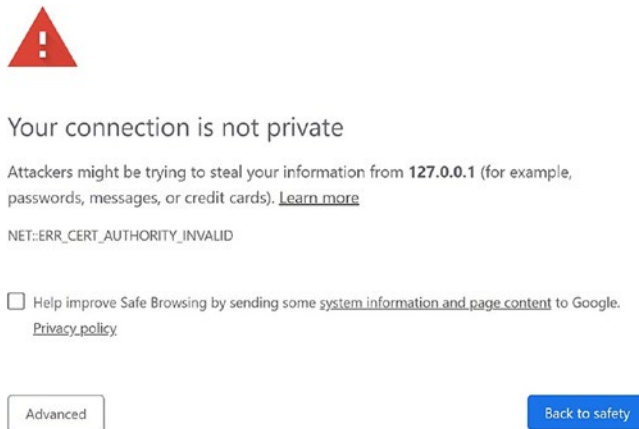 Your connection is not private
Attackers might be trying to steal your information from 127.0.0.1 (for example,
passwords, messages, or credit cards). Learn more
NET::ERR_CERT_AUTHORITY_INVALID
Help improve Safe Browsing by sending some system information and page content to Google.
Privacy policy
Advanced
Back to safety